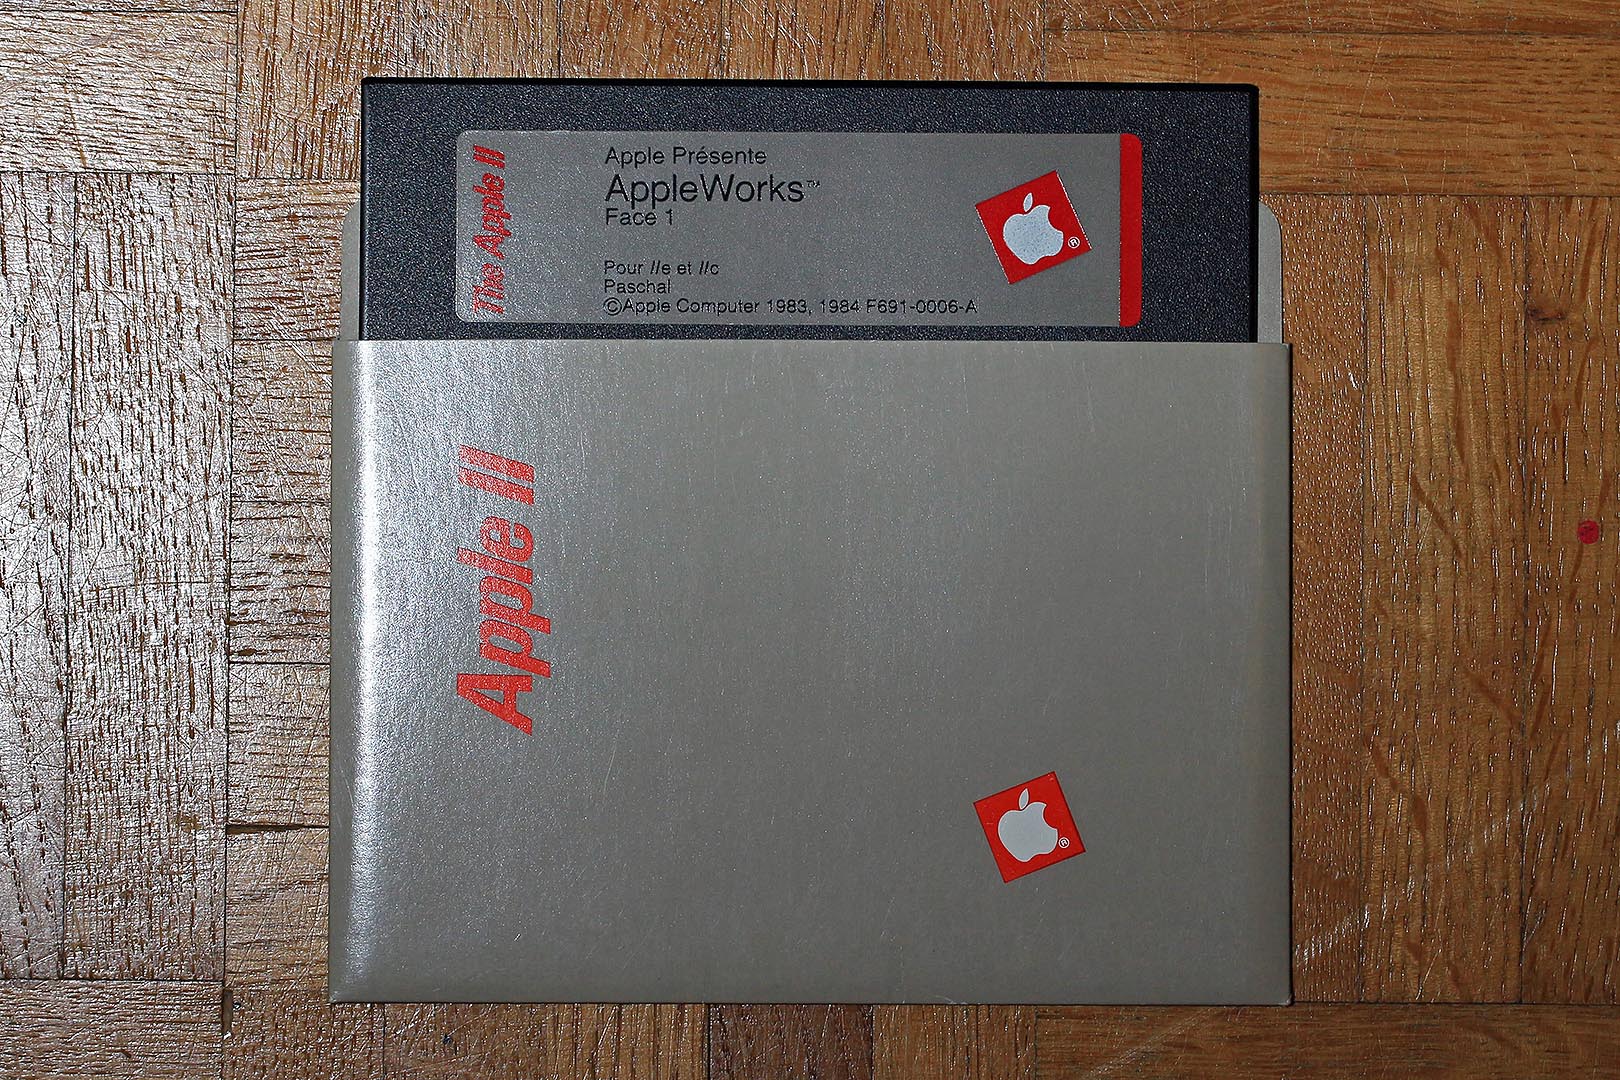 The Apple II
Apple Présente
AppleWorks™
Face 1
Pour //e et //c
Paschal
©Apple Computer 1983, 1984 F691-0006-A
®
Apple II
®